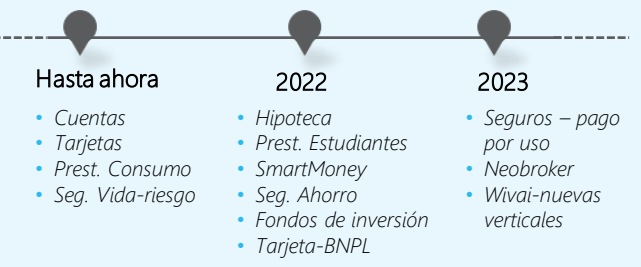 Hasta ahora
• Cuentas
• Tarjetas
• Prest. Consumo
• Seg. Vida-riesgo
2022
• Hipoteca
• Prest. Estudiantes
• SmartMoney
• Seg. Ahorro
• Fondos de inversión
• Tarjeta-BNPL
2023
• Seguros – pago
por uso
• Neobroker
• Wivai-nuevas
verticales